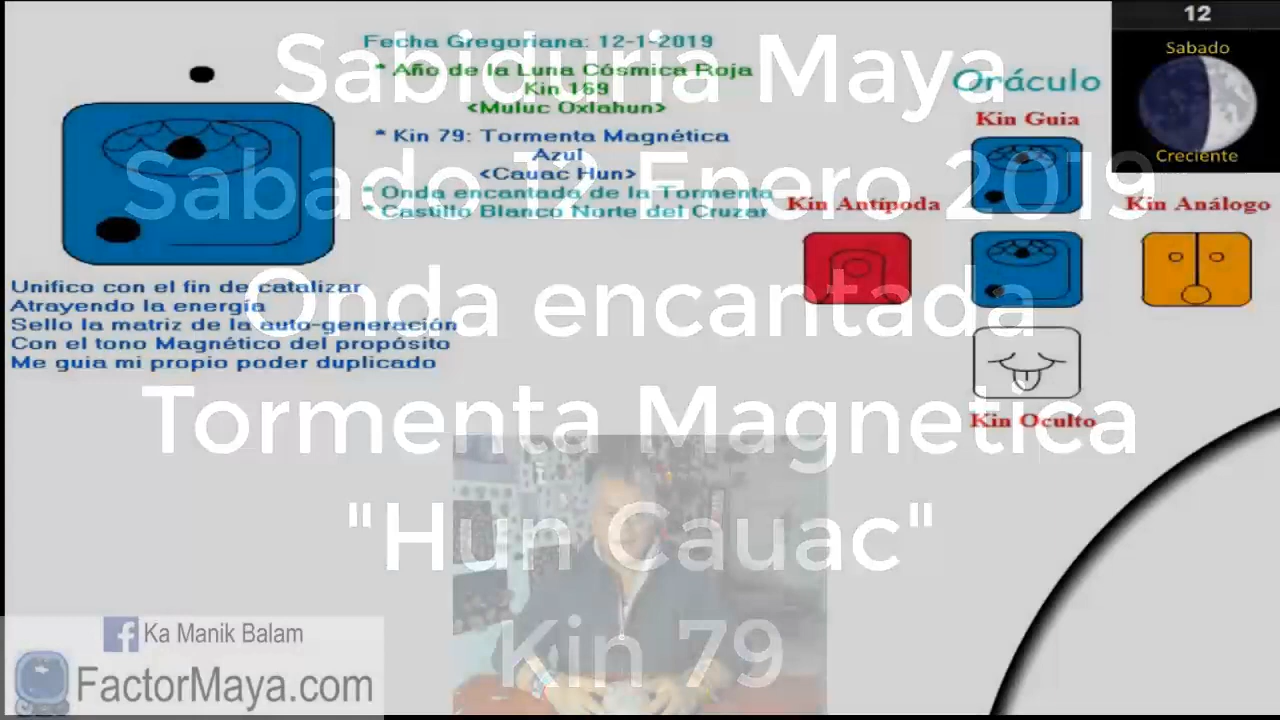 Sabiduria Maya
Sabado 12 Enero 2019
Onda encantada
Tormenta Magnetica
"Hun Cauac"
Kin 79
Fecha Gregoriana: 12-1-2019
* Año de la Luna Cósmica Roja
Kin 169
<Muluc Oxlahun>
* Kin 79: Tormenta Magnética
Azul
<Cauac Hun>
* Onda encantada de la Tormenta
* Castillo Blanco Norte del Cruzar
Unifico con el fin de catalizar
Atrayendo la energía
Sello la matriz de la auto-generación
Con el tono Magnético del propósito
Me guia mi propio poder duplicado
Oráculo
Kin Guia
Kin Antípoda
Kin Análogo
Kin Oculto
12
Sabado
Creciente
Ka Manik Balam
FactorMaya.com